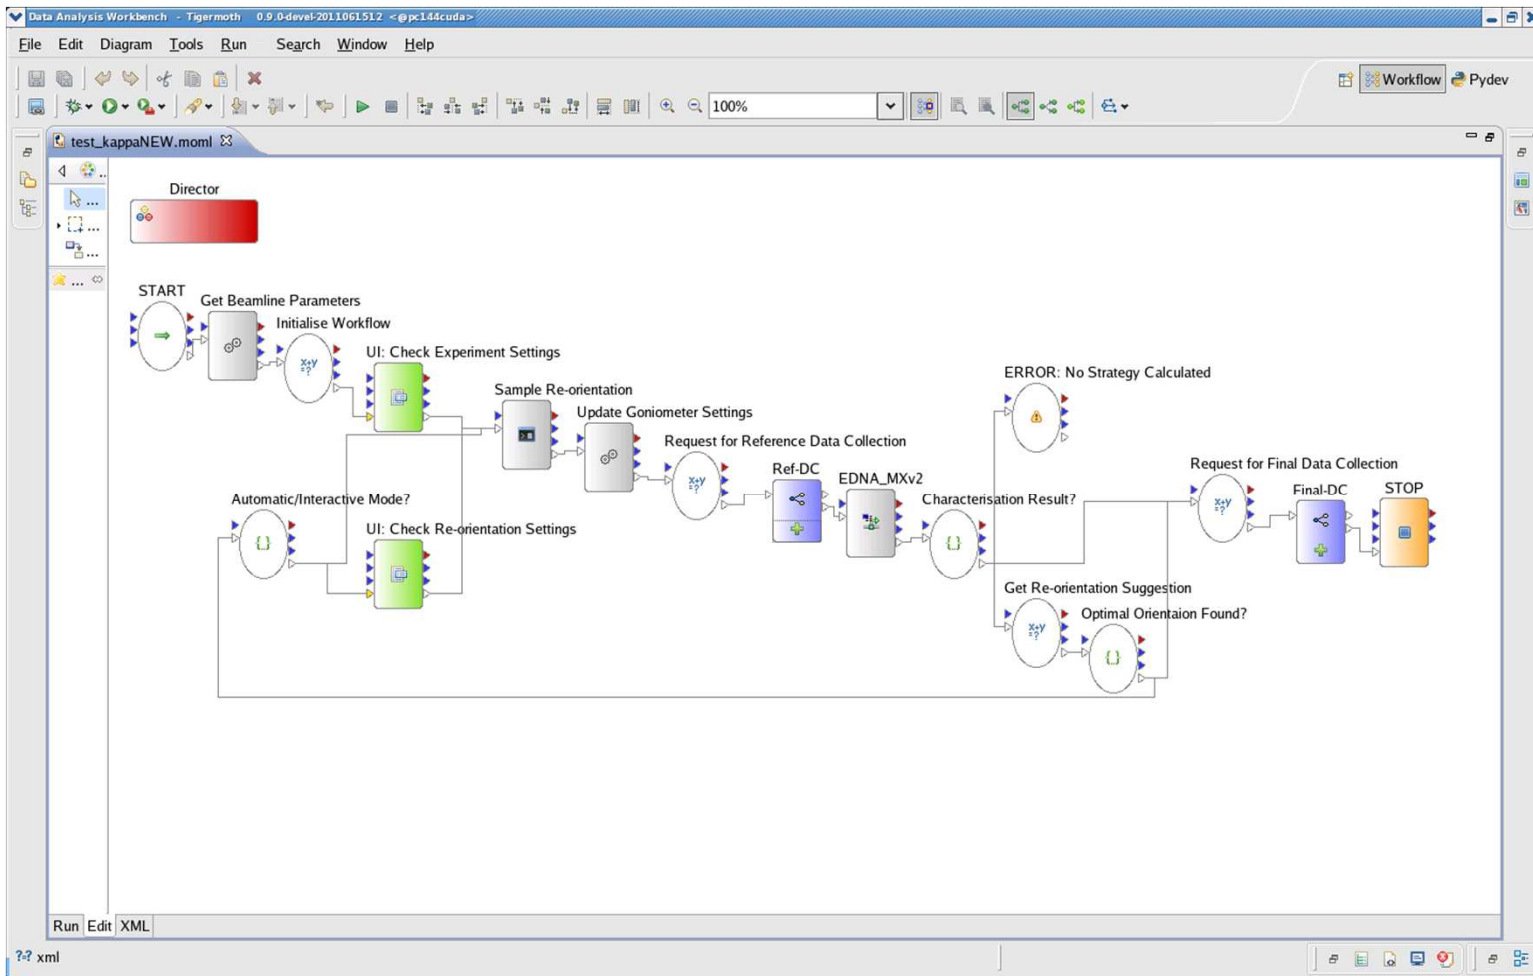 Data Analysis Workbench - Tigermoth 0.9.0-devel-2011061512 <@pc144cuda>
File Edit Diagram Tools Run Search Window Help
Workflow Pydev
100%
test_kappaNEW.moml
..
Director
...
...
...
...
START
Get Beamline Parameters
Initialise Workflow
UI: Check Experiment Settings
ERROR: No Strategy Calculated
Sample Re-orientation
Update Goniometer Settings
Request for Reference Data Collection
Request for Final Data Collection
Ref-DC
EDNA_MXv2
Final-DC
STOP
Automatic/Interactive Mode?
Characterisation Result?
UI: Check Re-orientation Settings
Get Re-orientation Suggestion
Optimal Orientaion Found?
x+y
=?
x+y
=?
x+y
=?
x+y
=?
{}
{}
{}
Run Edit XML
?=? xml